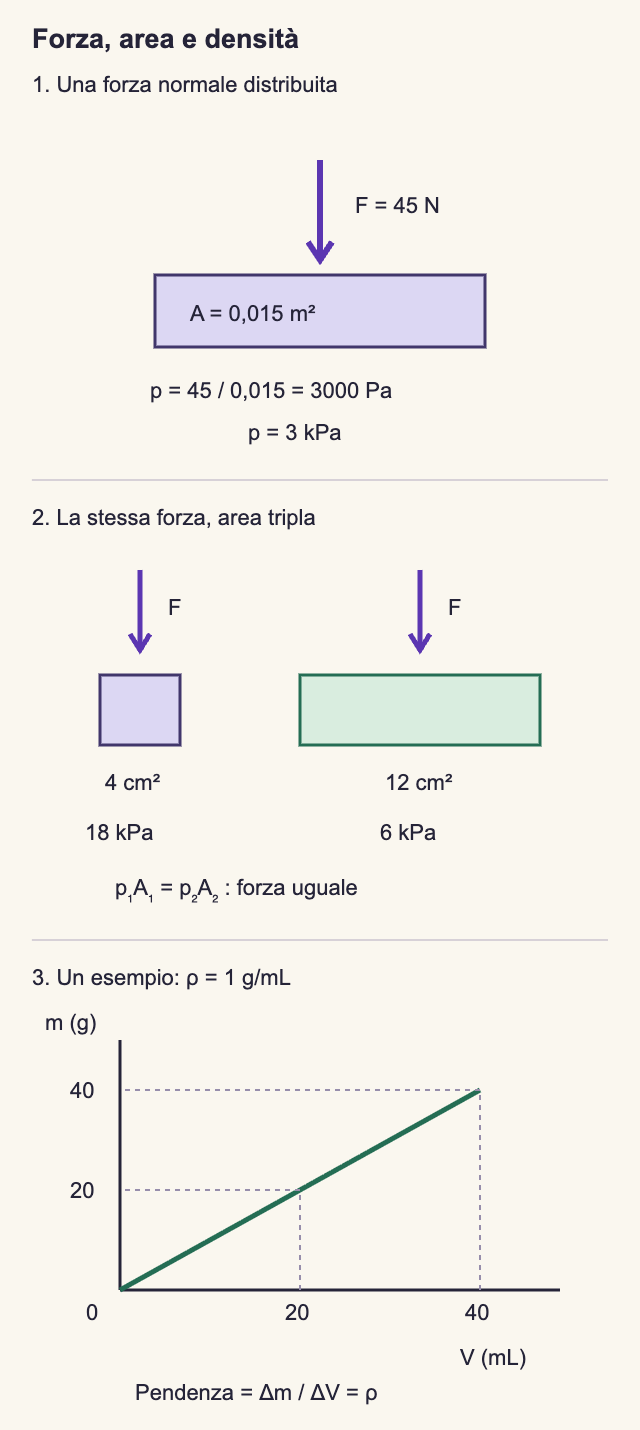 Forza, area e densità
1. Una forza normale distribuita
F = 45 N
A = 0,015 m²
p = 45 / 0,015 = 3000 Pa
p = 3 kPa
2. La stessa forza, area tripla
F F
4 cm² 12 cm²
18 kPa 6 kPa
p₁A₁ = p₂A₂ : forza uguale
3. Un esempio: ρ = 1 g/mL
m (g)
40
20
0 20 40
V (mL)
Pendenza = Δm / ΔV = ρ